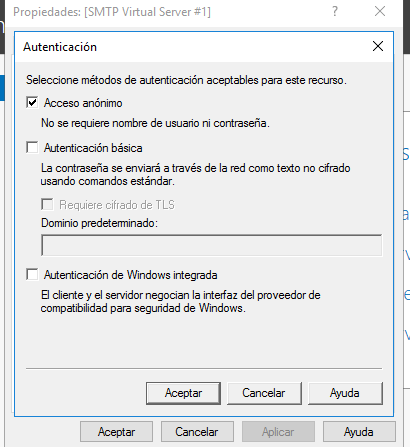 Propiedades: [SMTP Virtual Server #1]
Autenticación
Seleccione métodos de autenticación aceptables para este recurso.
Acceso anónimo
No se requiere nombre de usuario ni contraseña.
Autenticación básica
La contraseña se enviará a través de la red como texto no cifrado
usando comandos estándar.
Requiere cifrado de TLS
Dominio predeterminado:
Autenticación de Windows integrada
El cliente y el servidor negocian la interfaz del proveedor de
compatibilidad para seguridad de Windows.
Aceptar Cancelar Ayuda
Aceptar Cancelar Aplicar Ayuda